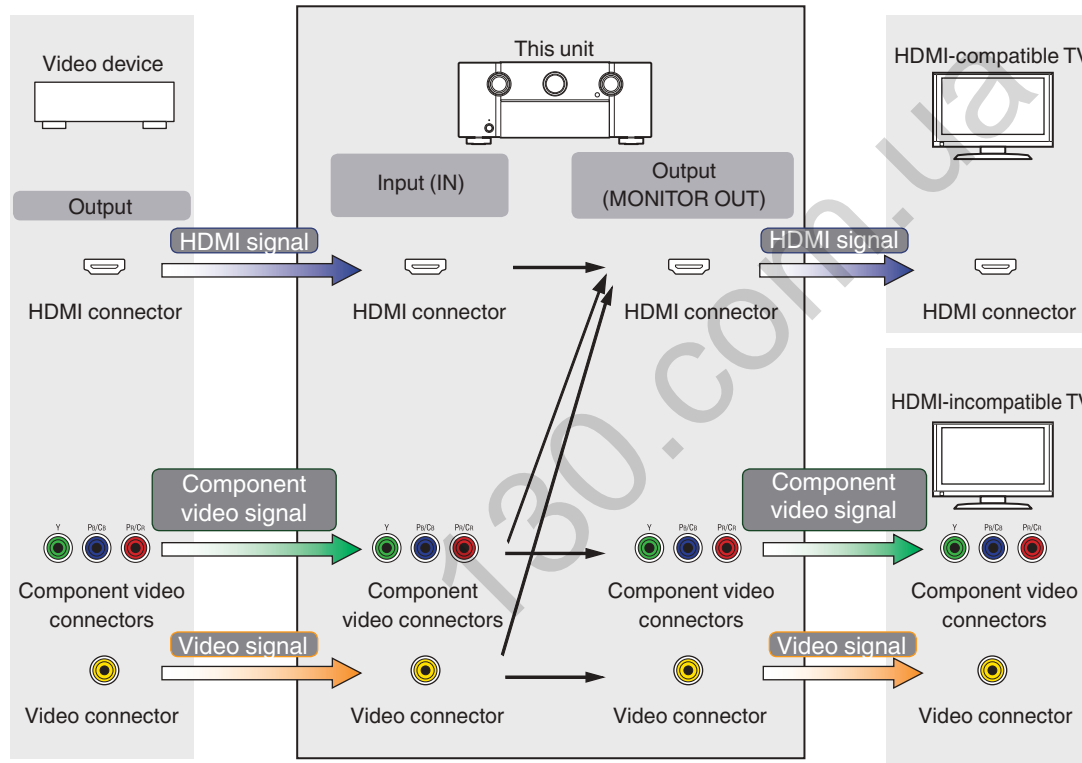 Video device
This unit
HDMI-compatible TV
Output
Input (IN)
Output
(MONITOR OUT)
HDMI signal
HDMI signal
HDMI connector
HDMI connector
HDMI connector
HDMI connector
HDMI-incompatible TV
Component
video signal
Component
video signal
Y PB/CB PR/CR
Y PB/CB PR/CR
Y PB/CB PR/CR
Y PB/CB PR/CR
Component video
connectors
Component
video connectors
Component video
connectors
Component video
connectors
Video signal
Video signal
Video connector
Video connector
Video connector
Video connector
130.com.ua